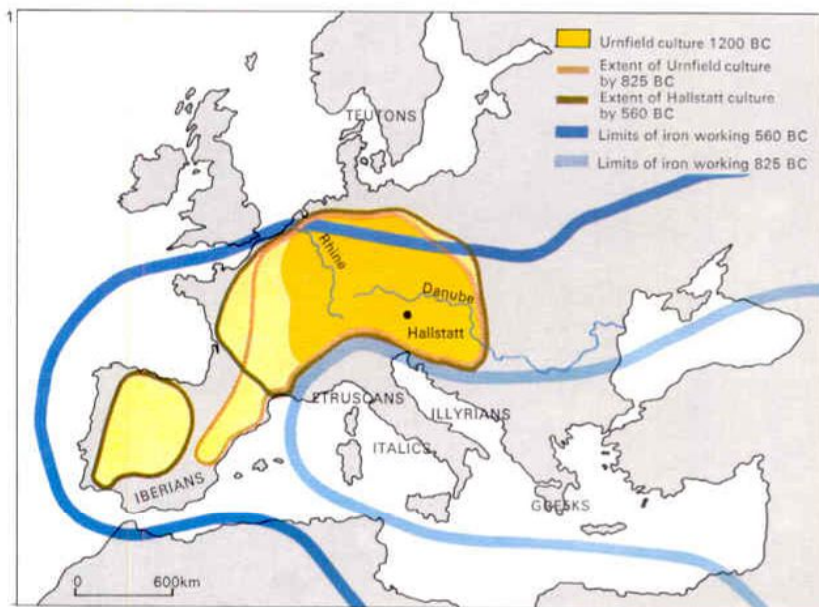 1
Urnfield culture 1200 BC
Extent of Urnfield culture
by 825 BC
Extent of Hallstatt culture
by 560 BC
Limits of iron working 560 BC
Limits of iron working 825 BC
TEUTONS
Rhine
Danube
Hallstatt
ETRUSCANS
ILLYRIANS
ITALICS
IBERIANS
GREEKS
0
600km